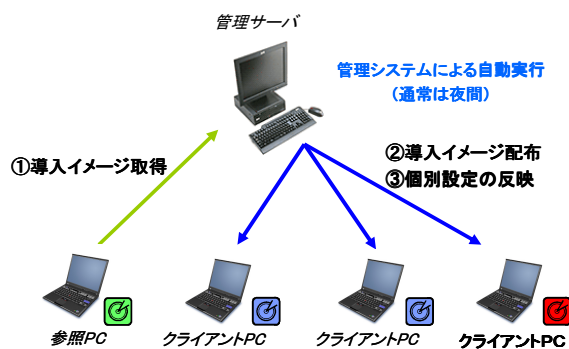 管理サーバ
管理システムによる自動実行
（通常は夜間）
①導入イメージ取得
②導入イメージ配布
③個別設定の反映
参照PC
クライアントPC
クライアントPC
クライアントPC